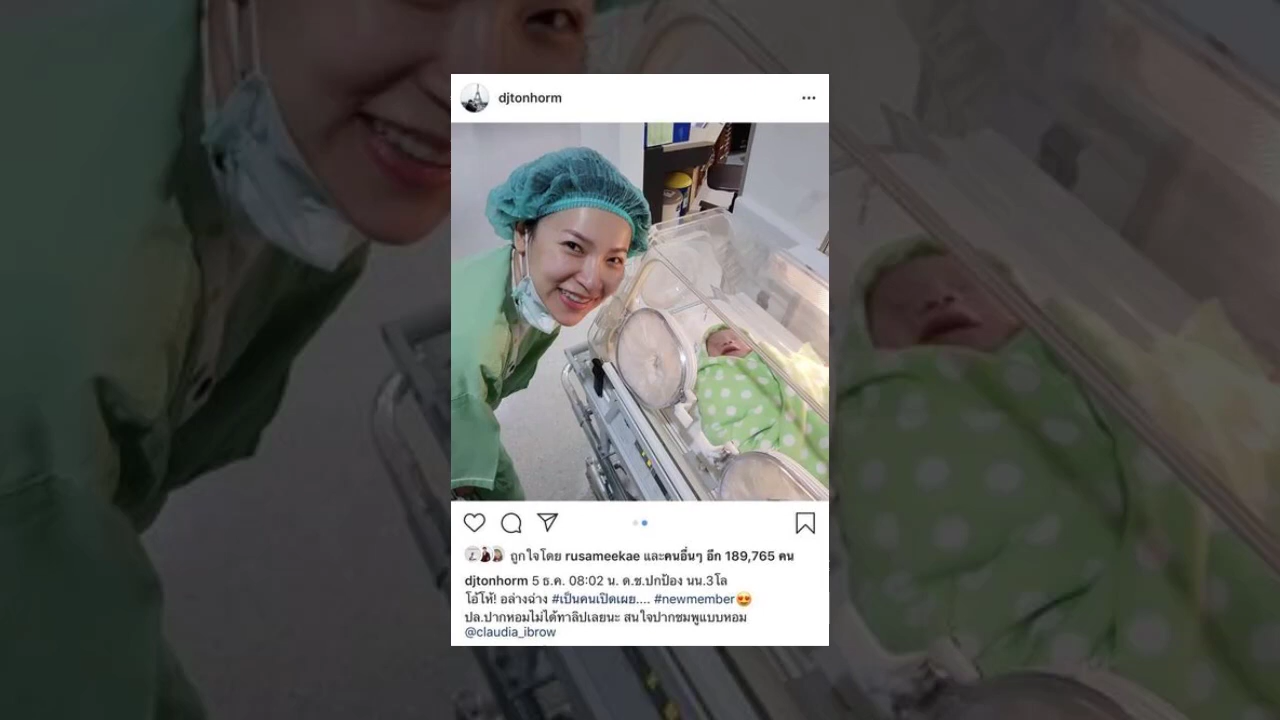 djtonhorm
ถูกใจโดย rusameekae และคนอื่นๆ อีก 189,765 คน
djtonhorm 5 ธ.ค. 08:02 น. ด.ช.ปกป้อง นน.3โล
โอ้โห้! อล่างฉ่าง #เป็นคนเปิดเผย.... #newmember😍
ปล.ปากหอมไม่ได้ทาลิปเลยนะ สนใจปากชมพูแบบหอม
@claudia_ibrow